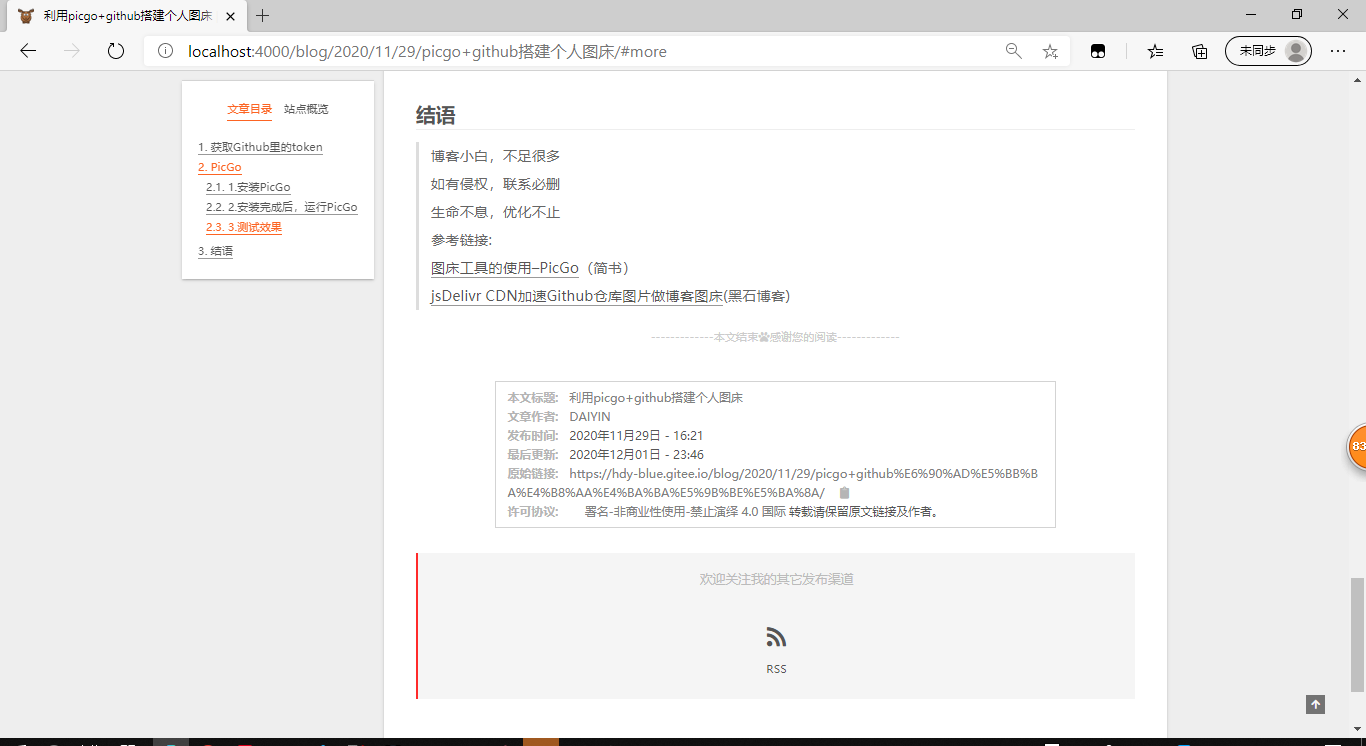 利用picgo+github搭建个人图床
localhost:4000/blog/2020/11/29/picgo+github搭建个人图床/#more
未同步
文章目录 站点概览
1. 获取Github里的token
2. PicGo
2.1. 1.安装PicGo
2.2. 2.安装完成后，运行PicGo
2.3. 3.测试效果
3. 结语
结语
博客小白，不足很多
如有侵权，联系必删
生命不息，优化不止
参考链接:
图床工具的使用–PicGo（简书）
jsDelivr CDN加速Github仓库图片做博客图床(黑石博客)
-------------本文结束感谢您的阅读-------------
本文标题: 利用picgo+github搭建个人图床
文章作者: DAIYIN
发布时间: 2020年11月29日 - 16:21
最后更新: 2020年12月01日 - 23:46
原始链接: https://hdy-blue.gitee.io/blog/2020/11/29/picgo+github%E6%90%AD%E5%BB%B
A%E4%B8%AA%E4%BA%BA%E5%9B%BE%E5%BA%8A/
许可协议: 署名-非商业性使用-禁止演绎 4.0 国际 转载请保留原文链接及作者。
欢迎关注我的其它发布渠道
RSS
83